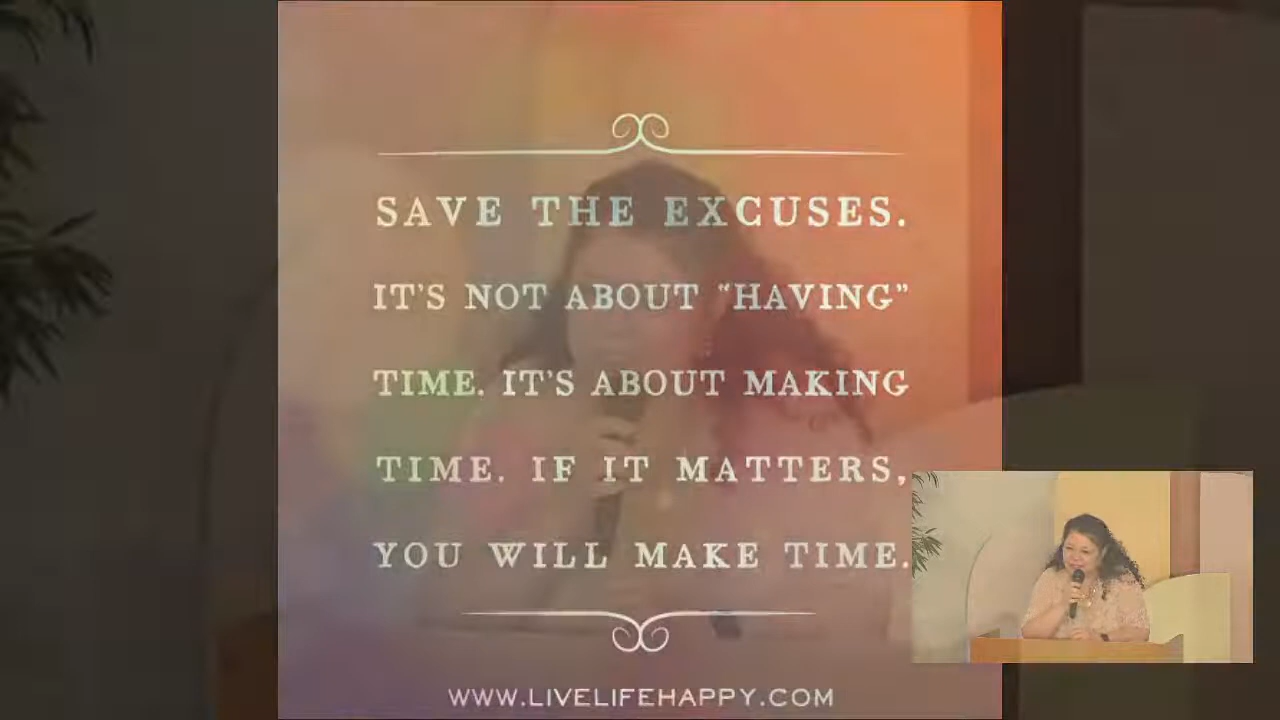 SAVE THE EXCUSES.
IT'S NOT ABOUT “HAVING”
TIME. IT'S ABOUT MAKING
TIME. IF IT MATTERS,
YOU WILL MAKE TIME.
WWW.LIVELIFEHAPPY.COM